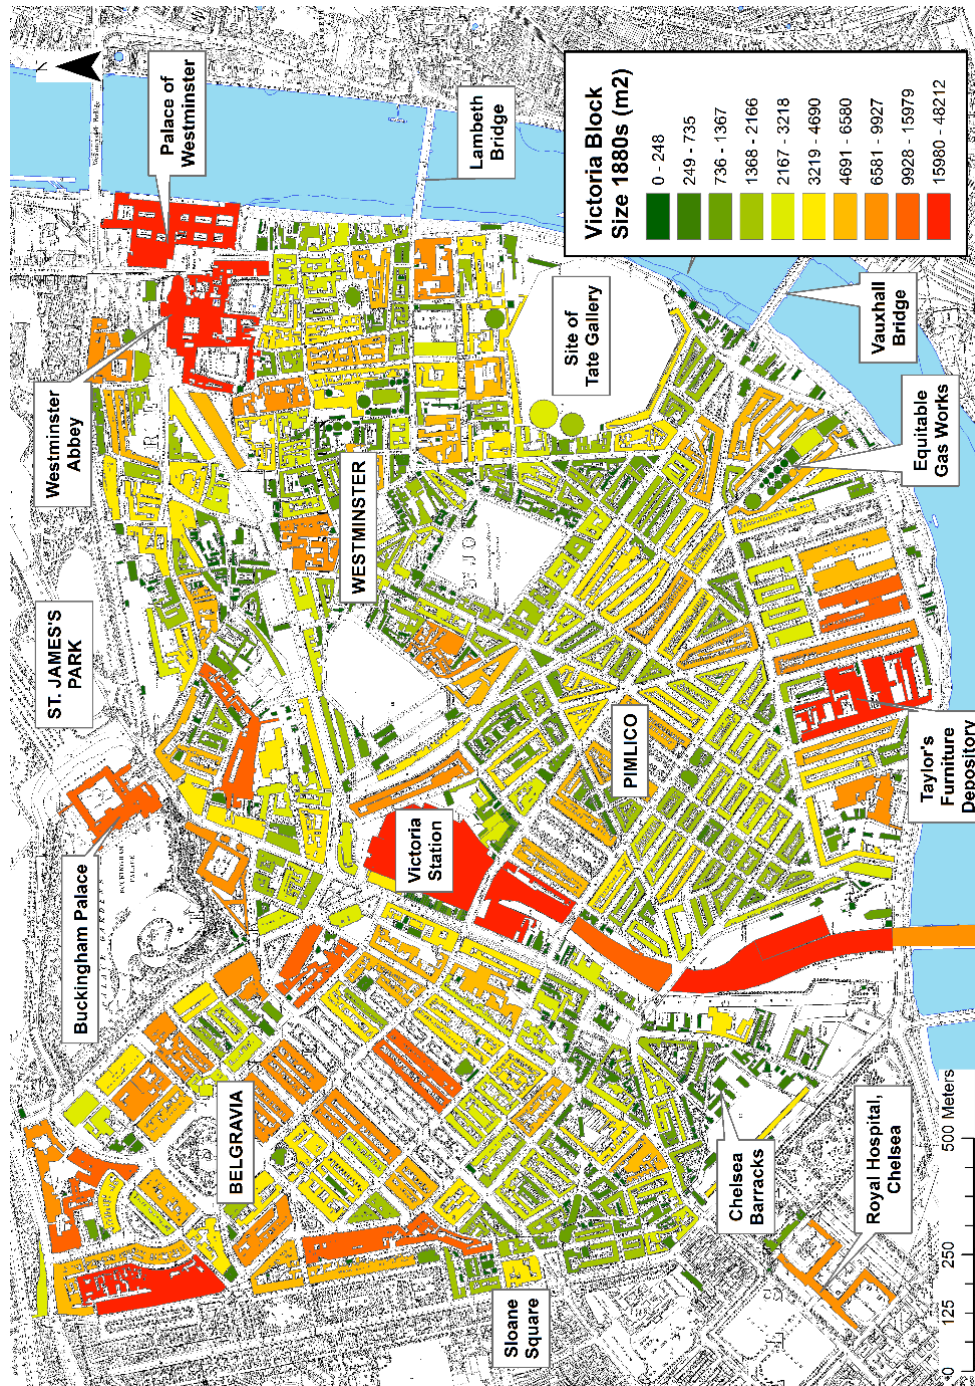 Victoria Block
Size 1880s (m2)
0 - 248
249 - 735
736 - 1367
1368 - 2166
2167 - 3218
3219 - 4690
4691 - 6580
6581 - 9927
9928 - 15979
15980 - 48212
Palace of
Westminster
Lambeth
Bridge
Westminster
Abbey
Site of
Tate Gallery
Vauxhall
Bridge
Equitable
Gas Works
WESTMINSTER
ST. JAMES'S
PARK
Buckingham Palace
Victoria
Station
PIMLICO
Taylor's
Furniture
Depository
BELGRAVIA
Sloane
Square
Chelsea
Barracks
Royal Hospital,
Chelsea
0 125 250 500 Meters